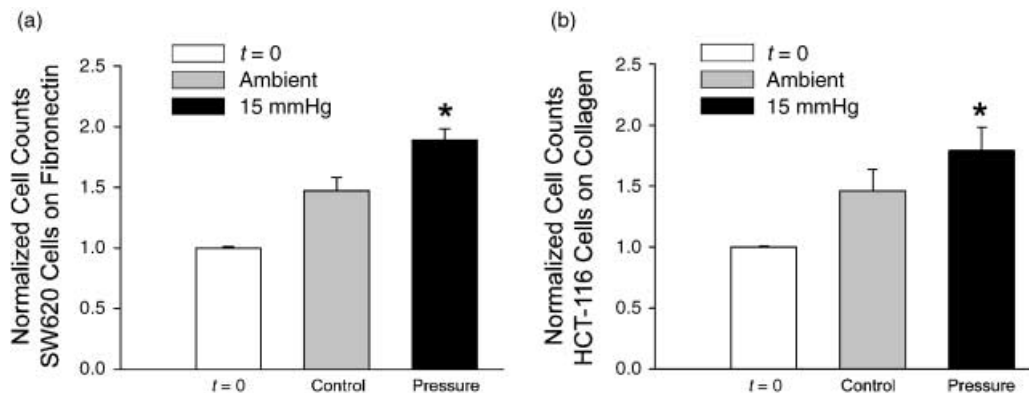 (a)
t = 0
Ambient
15 mmHg
Normalized Cell Counts
SW620 Cells on Fibronectin
2.5
2.0
1.5
1.0
0.5
0.0
*
t = 0 Control Pressure
(b)
t = 0
Ambient
15 mmHg
Normalized Cell Counts
HCT-116 Cells on Collagen
2.5
2.0
1.5
1.0
0.5
0.0
*
t = 0 Control Pressure